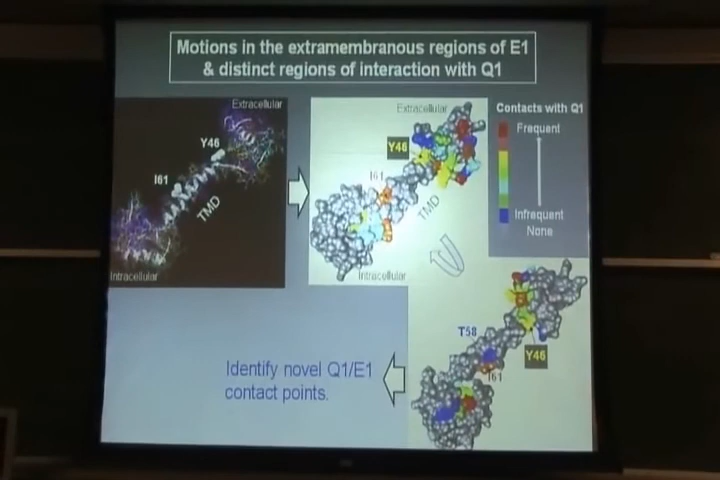 Motions in the extramembranous regions of E1
& distinct regions of interaction with Q1
Extracellular
Y46
I61
TMD
Intracellular
Extracellular
Y46
I61
TMD
Intracellular
Contacts with Q1
Frequent
Infrequent
None
T58
Y46
I61
Identify novel Q1/E1
contact points.